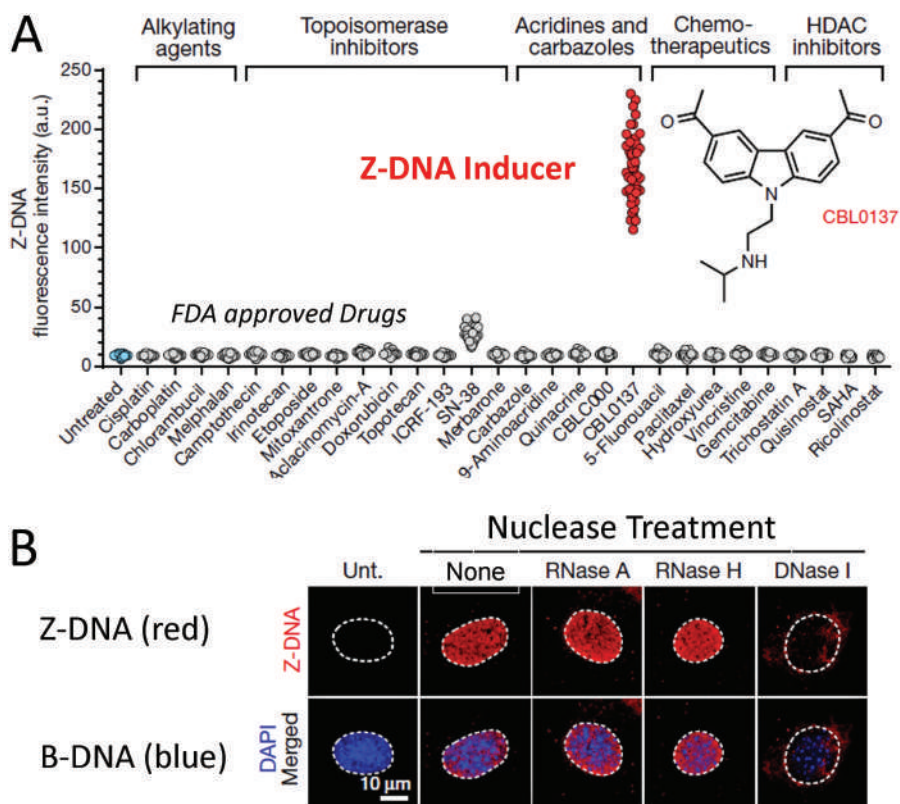 A
Alkylating
agents
Topoisomerase
inhibitors
Acridines and
carbazoles
Chemo-
therapeutics
HDAC
inhibitors
Z-DNA
fluorescence intensity (a.u.)
250
200
150
100
50
0
Z-DNA Inducer
FDA approved Drugs
O
O
N
NH
CBL0137
Untreated
Cisplatin
Carboplatin
Chlorambucil
Melphalan
Camptothecin
Irinotecan
Etoposide
Mitoxantrone
Aclacinomycin-A
Doxorubicin
Topotecan
ICRF-193
SN-38
Merbarone
Carbazole
9-Aminoacridine
Quinacrine
CBLC000
CBL0137
5-Fluorouacil
Paclitaxel
Hydroxyurea
Vincristine
Gemcitabine
Trichostatin A
Quisinostat
SAHA
Ricolinostat
B
Nuclease Treatment
Unt.
None
RNase A
RNase H
DNase I
Z-DNA (red)
Z-DNA
B-DNA (blue)
DAPI
Merged
10 µm